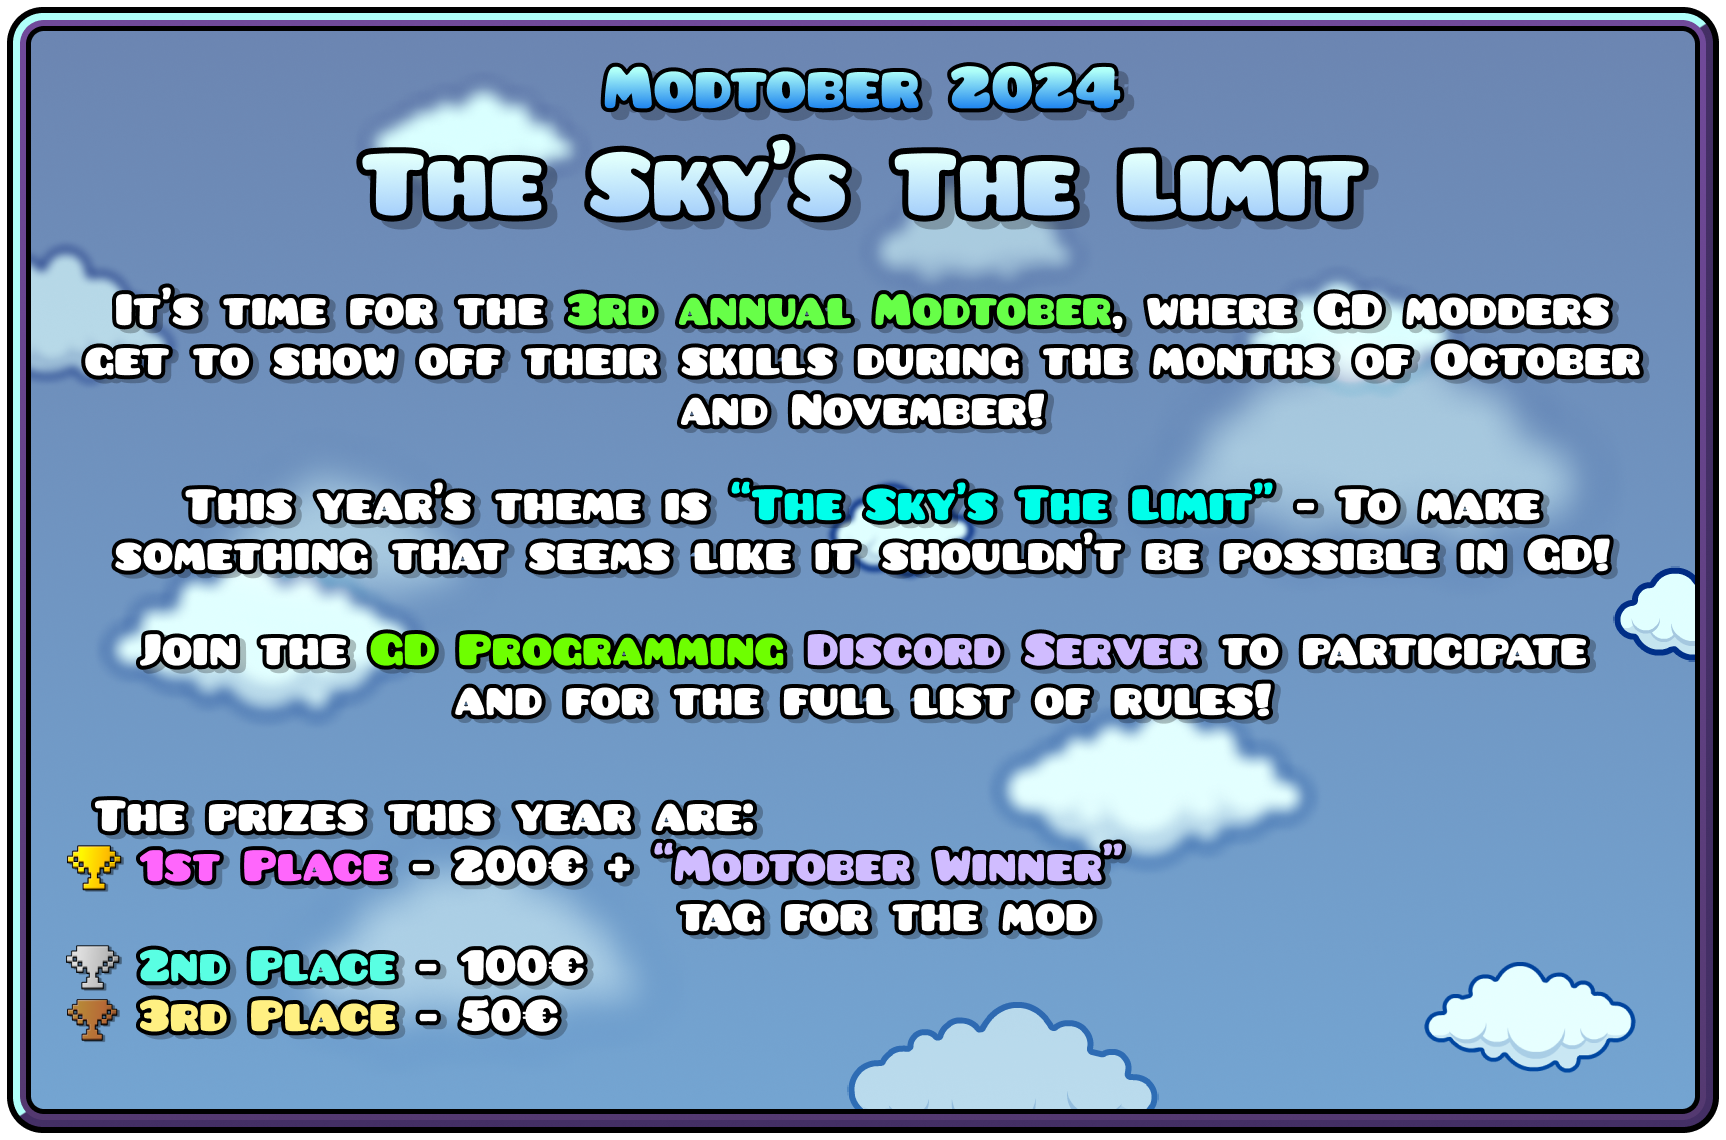 Modtober 2024
The Sky's The Limit
It's time for the 3rd annual Modtober, where GD modders
get to show off their skills during the months of October
and November!
This year's theme is “The Sky's The Limit” - To make
something that seems like it shouldn't be possible in GD!
Join the GD Programming Discord Server to participate
and for the full list of rules!
The prizes this year are:
1st Place - 200€ + “Modtober Winner”
tag for the mod
2nd Place - 100€
3rd Place - 50€